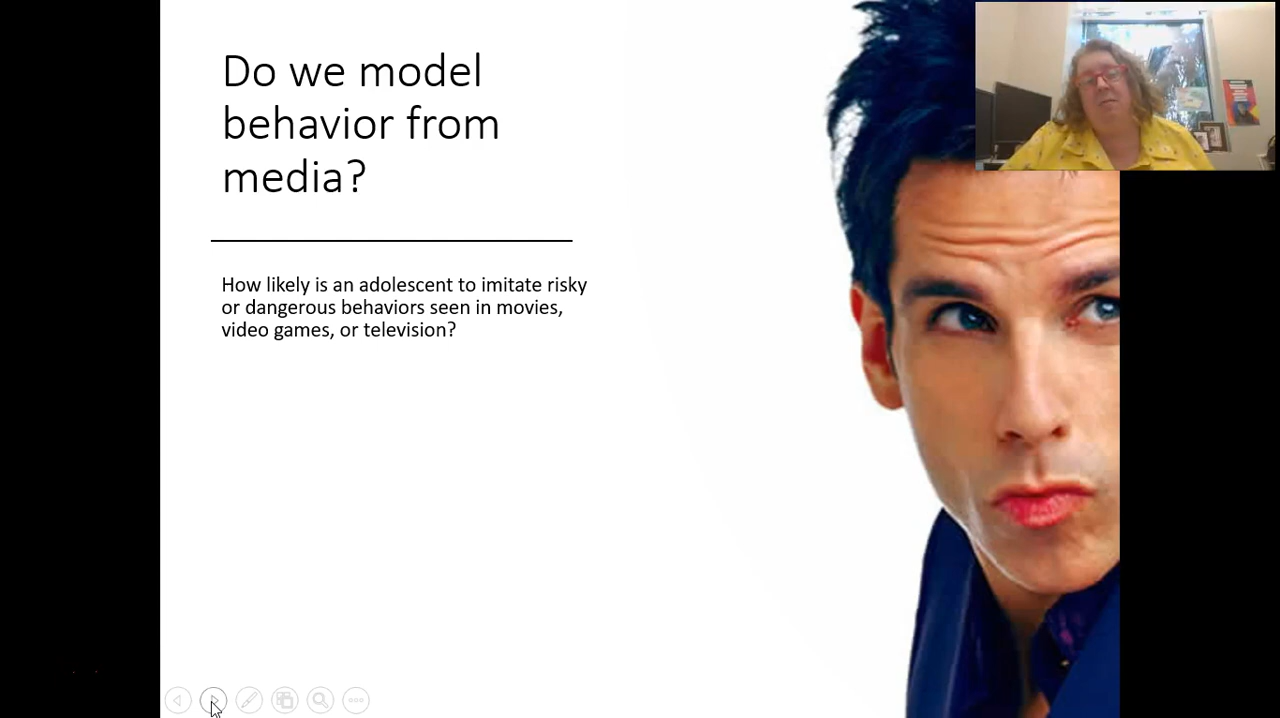 Do we model
behavior from
media?
How likely is an adolescent to imitate risky
or dangerous behaviors seen in movies,
video games, or television?